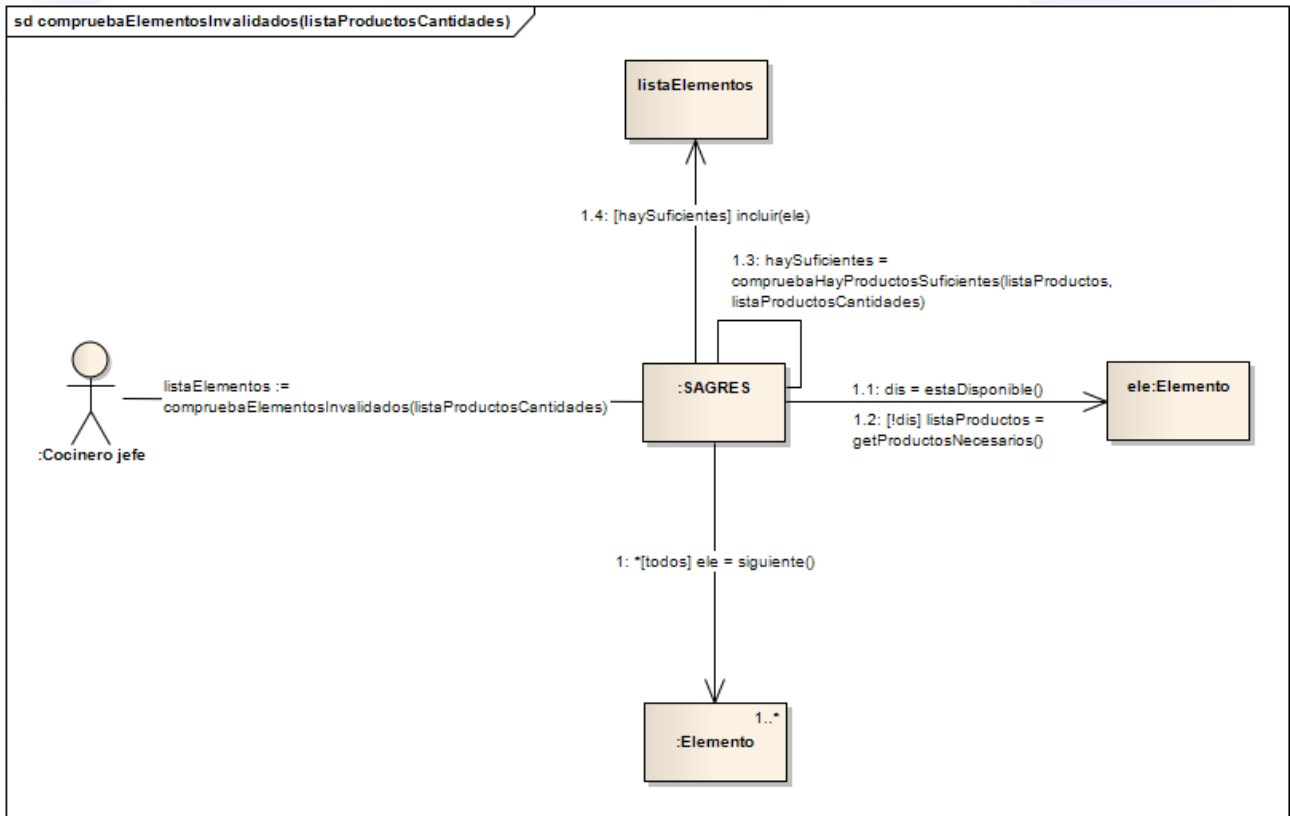 sd compruebaElementosInvalidados(listaProductosCantidades)
listaElementos
1.4: [haySuficientes] incluir(ele)
1.3: haySuficientes =
compruebaHayProductosSuficientes(listaProductos,
listaProductosCantidades)
listaElementos :=
compruebaElementosInvalidados(listaProductosCantidades)
:Cocinero jefe
:SAGRES
1.1: dis = estaDisponible()
1.2: [!dis] listaProductos =
getProductosNecesarios()
ele:Elemento
1: *[todos] ele = siguiente()
1..*
:Elemento